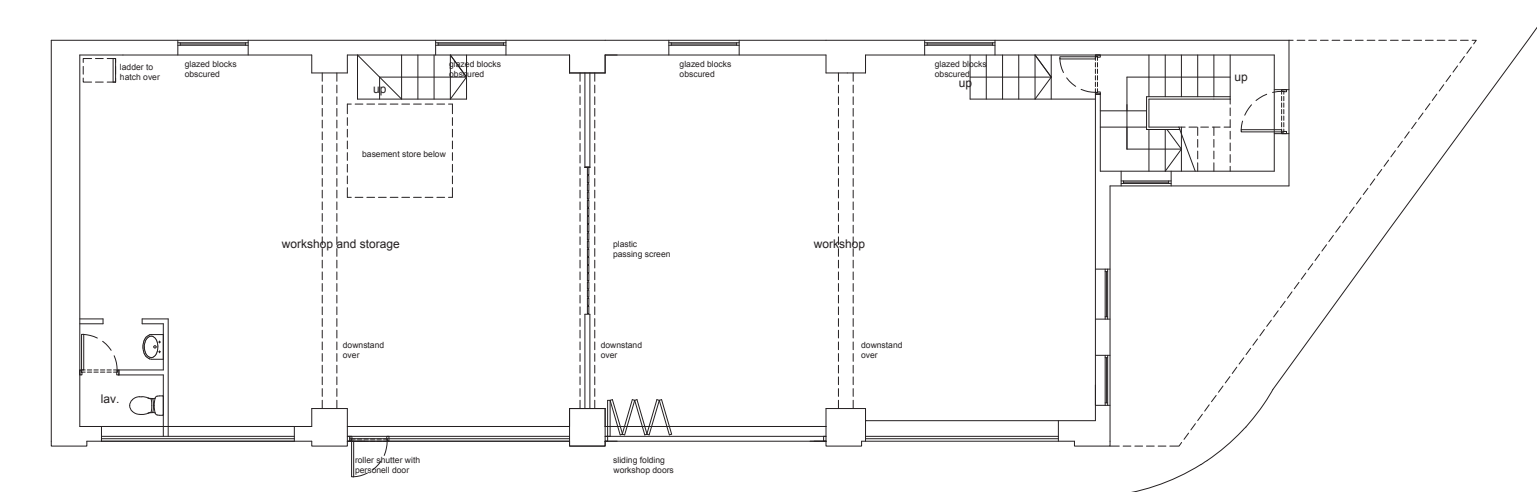 ladder to
hatch over
glazed blocks
obscured
glazed blocks
obscured
glazed blocks
obscured
glazed blocks
obscured
up
up
up
basement store below
workshop and storage
plastic
passing screen
workshop
downstand
over
downstand
over
downstand
over
lav.
roller shutter with
personell door
sliding folding
workshop doors